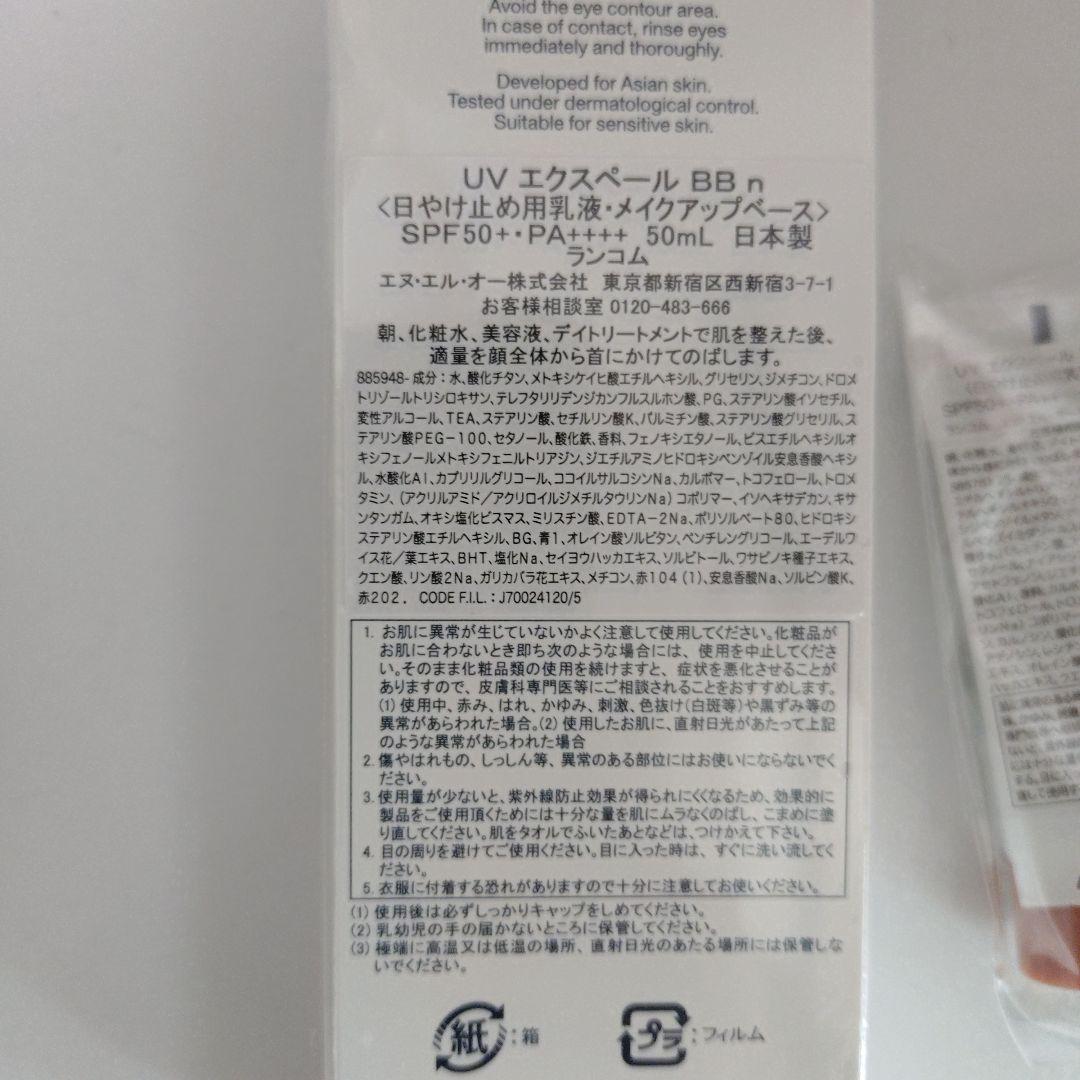 Avoid the eye contour area.
In case of contact, rinse eyes
immediately and thoroughly.
Developed for Asian skin.
Tested under dermatological control.
Suitable for sensitive skin.
UV エクスペール BB n
〈日やけ止め用乳液・メイクアップベース〉
SPF50+・PA++++ 50mL 日本製
ランコム
エヌ・エル・オー株式会社 東京都新宿区西新宿3-7-1
お客様相談室 0120-483-666
朝、化粧水、美容液、デイトリートメントで肌を整えた後、
適量を顔全体から首にかけてのばします。
885948- 成分：水、酸化チタン、メトキシケイヒ酸エチルヘキシル、グリセリン、ジメチコン、ドロメ
トリゾールトリシロキサン、テレフタリリデンジカンフルスルホン酸、PG、ステアリン酸イソセチル、
変性アルコール、TEA、ステアリン酸、セチルリン酸K、パルミチン酸、ステアリン酸グリセリル、ス
テアリン酸PEG-100、セタノール、酸化鉄、香料、フェノキシエタノール、ビスエチルヘキシルオ
キシフェノールメトキシフェニルトリアジン、ジエチルアミノヒドロキシベンゾイル安息香酸ヘキシ
ル、水酸化Al、カプリリルグリコール、ココイルサルコシンNa、カルボマー、トコフェロール、トロメ
タミン、（アクリルアミド／アクリロイルジメチルタウリンNa）コポリマー、イソヘキサデカン、キサ
ンタンガム、オキシ塩化ビスマス、ミリスチン酸、EDTA-2Na、ポリソルベート80、ヒドロキシ
ステアリン酸エチルヘキシル、BG、青1、オレイン酸ソルビタン、ペンチレングリコール、エーデルワ
イス花／葉エキス、BHT、塩化Na、セイヨウハッカエキス、ソルビトール、ワサビノキ種子エキス、
クエン酸、リン酸2Na、ガリカバラ花エキス、メチコン、赤104（1）、安息香酸Na、ソルビン酸K、
赤202． CODE F.I.L.：J70024120/5
1. お肌に異常が生じていないかよく注意して使用してください。化粧品が
お肌に合わないとき即ち次のような場合には、使用を中止してくださ
い。そのまま化粧品類の使用を続けますと、症状を悪化させることが
ありますので、皮膚科専門医等にご相談されることをおすすめします。
(1) 使用中、赤み、はれ、かゆみ、刺激、色抜け(白斑等)や黒ずみ等の
異常があらわれた場合。(2) 使用したお肌に、直射日光があたって上記
のような異常があらわれた場合
2. 傷やはれもの、しっしん等、異常のある部位にはお使いにならないでく
ださい。
3. 使用量が少ないと、紫外線防止効果が得られにくくなるため、効果的に
製品をご使用頂くためには十分な量を肌にムラなくのばし、こまめに塗
り直してください。肌をタオルでふいたあとなどは、つけかえて下さい。
4. 目の周りを避けてご使用ください。目に入った時は、すぐに洗い流してく
ださい。
5. 衣服に付着する恐れがありますので十分に注意してお使いください。
(1) 使用後は必ずしっかりキャップをしめてください。
(2) 乳幼児の手の届かないところに保管してください。
(3) 極端に高温又は低温の場所、直射日光のあたる場所には保管しな
いでください。
紙：箱
プラ：フィルム